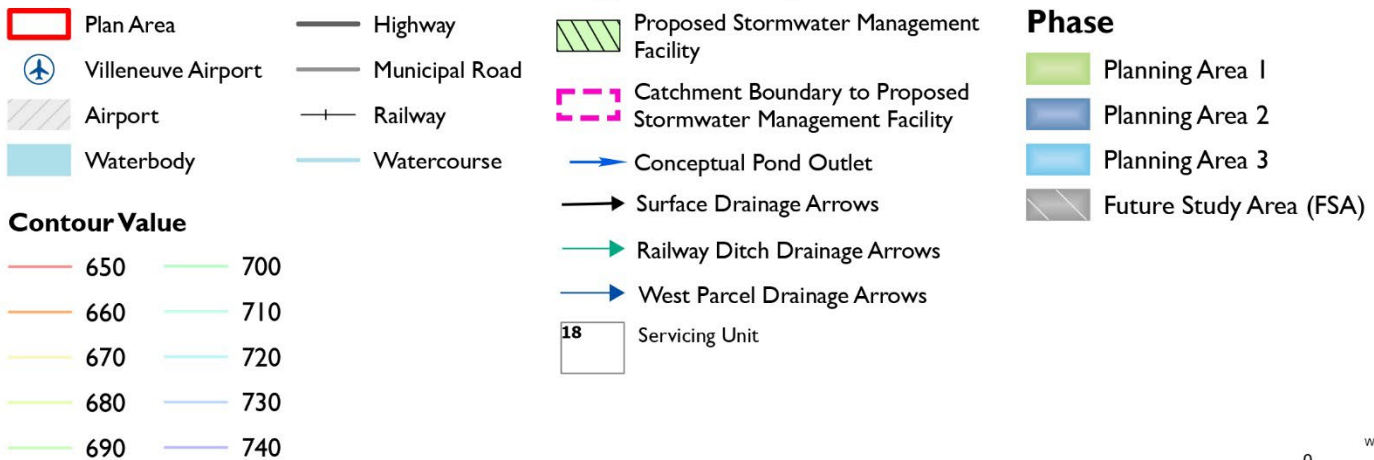 Plan Area
Villeneuve Airport
Airport
Waterbody
Highway
Municipal Road
Railway
Watercourse
Contour Value
650
660
670
680
690
700
710
720
730
740
Proposed Stormwater Management
Facility
Catchment Boundary to Proposed
Stormwater Management Facility
Conceptual Pond Outlet
Surface Drainage Arrows
Railway Ditch Drainage Arrows
West Parcel Drainage Arrows
18
Servicing Unit
Phase
Planning Area 1
Planning Area 2
Planning Area 3
Future Study Area (FSA)
W